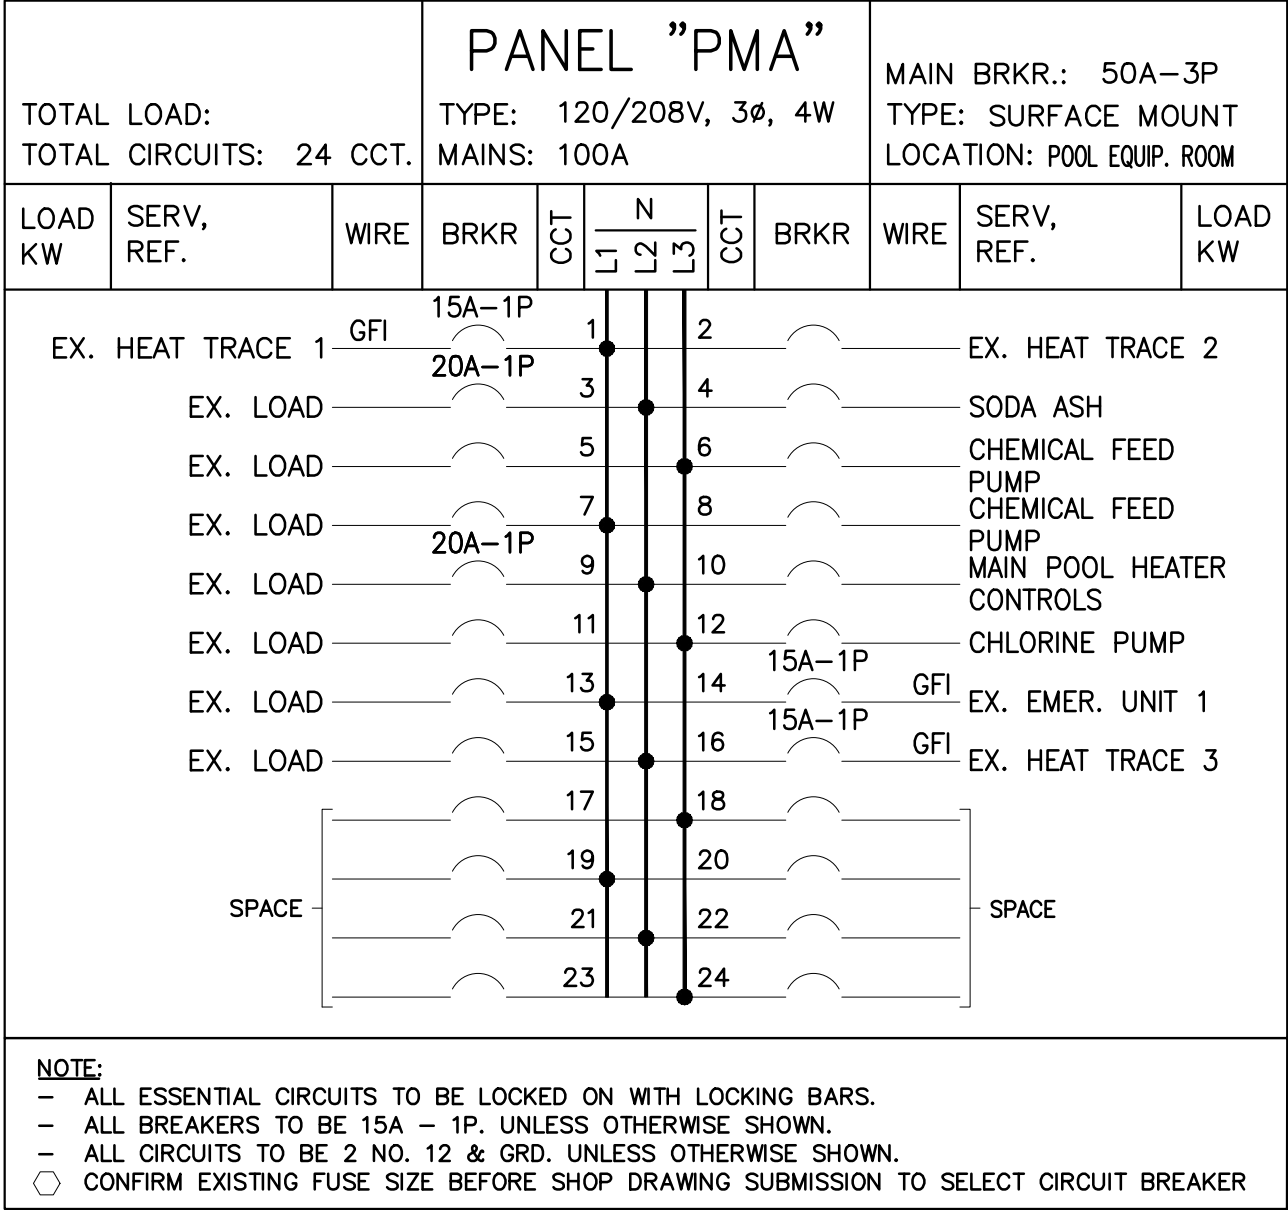 PANEL "PMA"
TOTAL LOAD:
TOTAL CIRCUITS: 24 CCT.
TYPE: 120/208V, 3ø, 4W
MAINS: 100A
MAIN BRKR.: 50A-3P
TYPE: SURFACE MOUNT
LOCATION: POOL EQUIP. ROOM
LOAD KW
SERV, REF.
WIRE
BRKR
CCT
N
L1
L2
L3
CCT
BRKR
WIRE
SERV, REF.
LOAD KW
15A-1P
EX. HEAT TRACE 1 GFI 1 2 EX. HEAT TRACE 2
20A-1P
EX. LOAD 3 4 SODA ASH
EX. LOAD 5 6 CHEMICAL FEED
PUMP
EX. LOAD 7 8 CHEMICAL FEED
PUMP
20A-1P
EX. LOAD 9 10 MAIN POOL HEATER
CONTROLS
EX. LOAD 11 12 CHLORINE PUMP
15A-1P
EX. LOAD 13 14 GFI EX. EMER. UNIT 1
15A-1P
EX. LOAD 15 16 GFI EX. HEAT TRACE 3
17 18
19 20
SPACE SPACE
21 22
23 24
NOTE:
- ALL ESSENTIAL CIRCUITS TO BE LOCKED ON WITH LOCKING BARS.
- ALL BREAKERS TO BE 15A - 1P. UNLESS OTHERWISE SHOWN.
- ALL CIRCUITS TO BE 2 NO. 12 & GRD. UNLESS OTHERWISE SHOWN.
CONFIRM EXISTING FUSE SIZE BEFORE SHOP DRAWING SUBMISSION TO SELECT CIRCUIT BREAKER